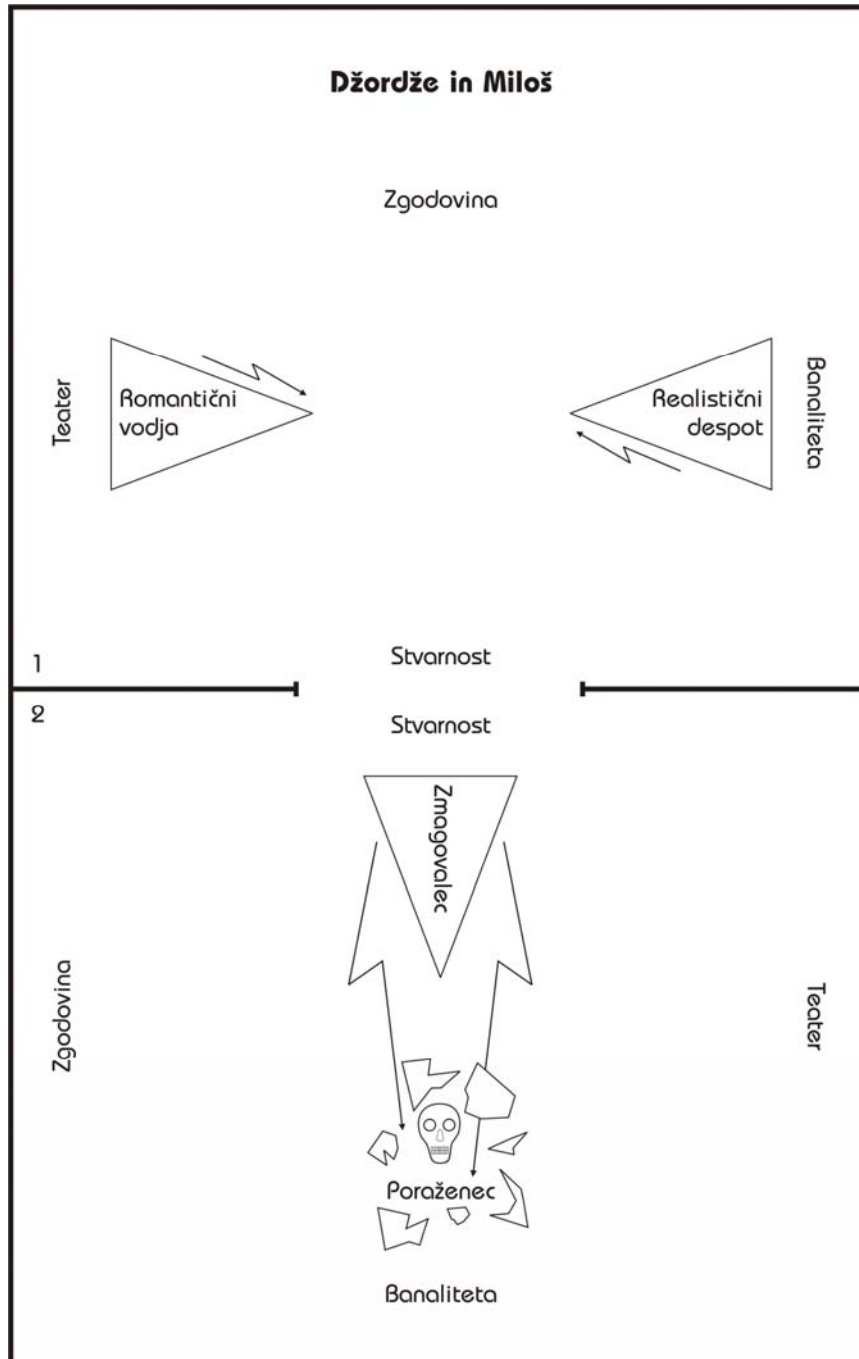 Džordže in Miloš
Zgodovina
Teater
Romantični
vodja
Realistični
despot
Banaliteta
Stvarnost
1
2
Stvarnost
Zmagovalec
Zgodovina
Teater
Poraženec
Banaliteta